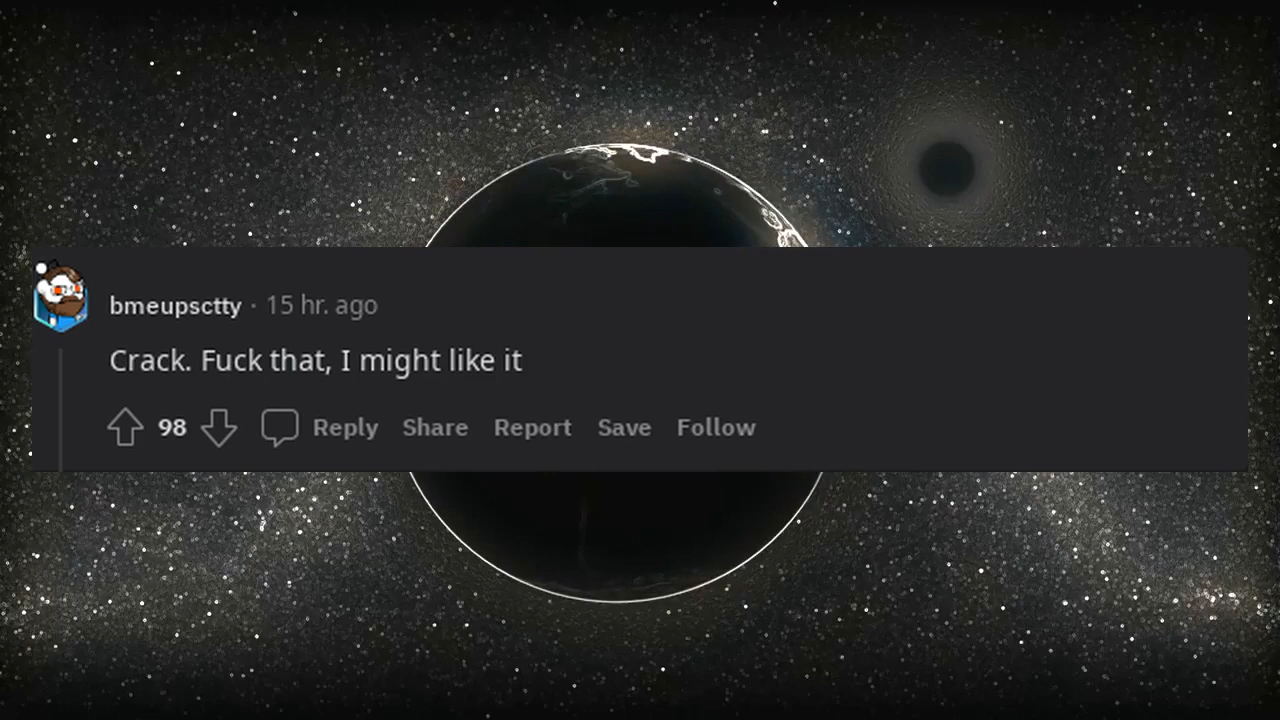 bmeupsctty · 15 hr. ago
Crack. Fuck that, I might like it
98 Reply Share Report Save Follow